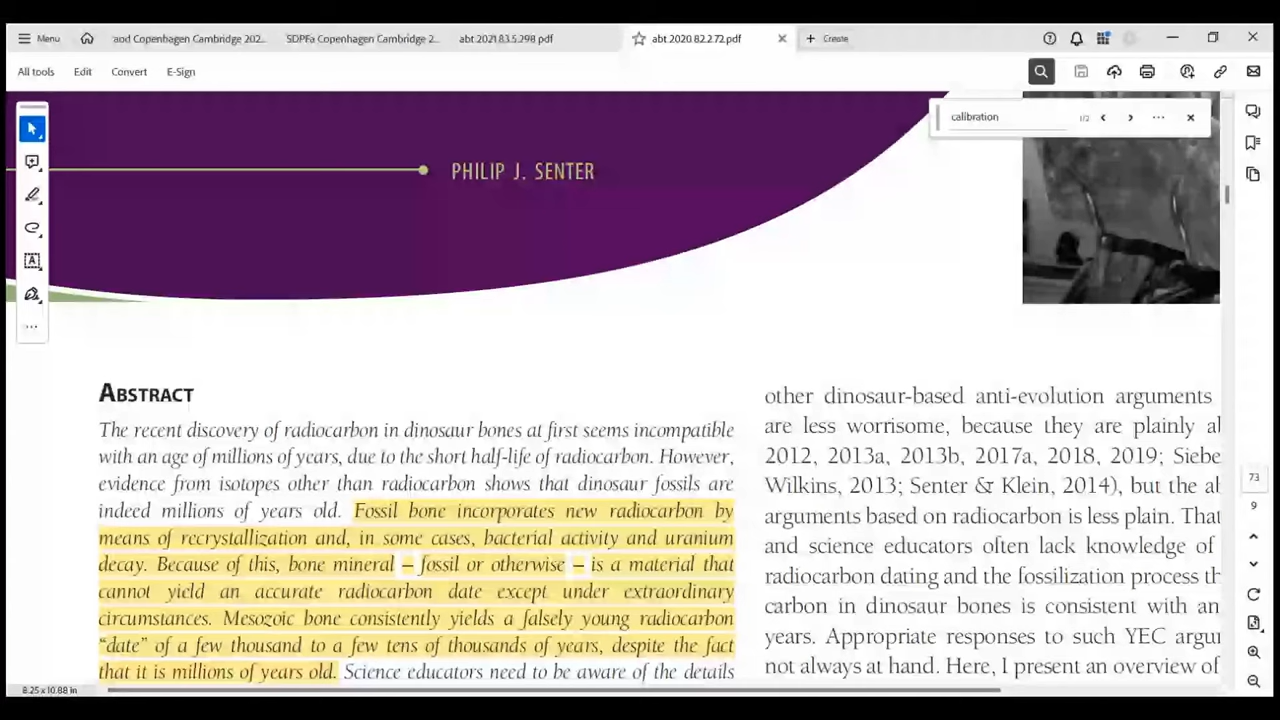 Menu
aod Copenhagen Cambridge 202...
SDPFa Copenhagen Cambridge 2...
abt.2021.83.5.298.pdf
abt.2020.82.2.72.pdf
Create
All tools
Edit
Convert
E-Sign
calibration
1/2
PHILIP J. SENTER
ABSTRACT
The recent discovery of radiocarbon in dinosaur bones at first seems incompatible
with an age of millions of years, due to the short half-life of radiocarbon. However,
evidence from isotopes other than radiocarbon shows that dinosaur fossils are
indeed millions of years old. Fossil bone incorporates new radiocarbon by
means of recrystallization and, in some cases, bacterial activity and uranium
decay. Because of this, bone mineral – fossil or otherwise – is a material that
cannot yield an accurate radiocarbon date except under extraordinary
circumstances. Mesozoic bone consistently yields a falsely young radiocarbon
“date” of a few thousand to a few tens of thousands of years, despite the fact
that it is millions of years old. Science educators need to be aware of the details
other dinosaur-based anti-evolution arguments
are less worrisome, because they are plainly al
2012, 2013a, 2013b, 2017a, 2018, 2019; Siebe
Wilkins, 2013; Senter & Klein, 2014), but the ab
arguments based on radiocarbon is less plain. That
and science educators often lack knowledge of
radiocarbon dating and the fossilization process th
carbon in dinosaur bones is consistent with an
years. Appropriate responses to such YEC argur
not always at hand. Here, I present an overview of
73
9
8.25 x 10.88 in